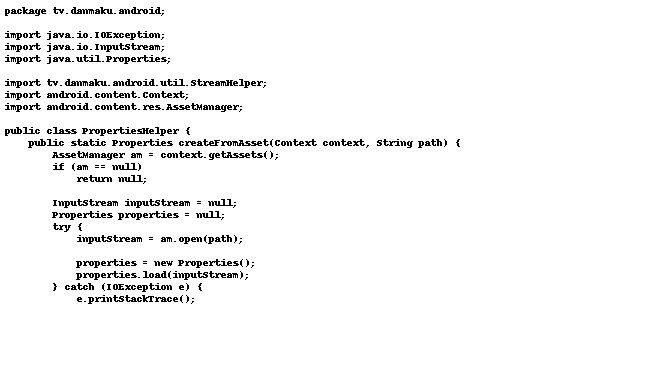 package tv.danmaku.android;

import java.io.IOException;
import java.io.InputStream;
import java.util.Properties;

import tv.danmaku.android.util.StreamHelper;
import android.content.Context;
import android.content.res.AssetManager;

public class PropertiesHelper {
    public static Properties createFromAsset(Context context, String path) {
        AssetManager am = context.getAssets();
        if (am == null)
            return null;

        InputStream inputStream = null;
        Properties properties = null;
        try {
            inputStream = am.open(path);

            properties = new Properties();
            properties.load(inputStream);
        } catch (IOException e) {
            e.printStackTrace();